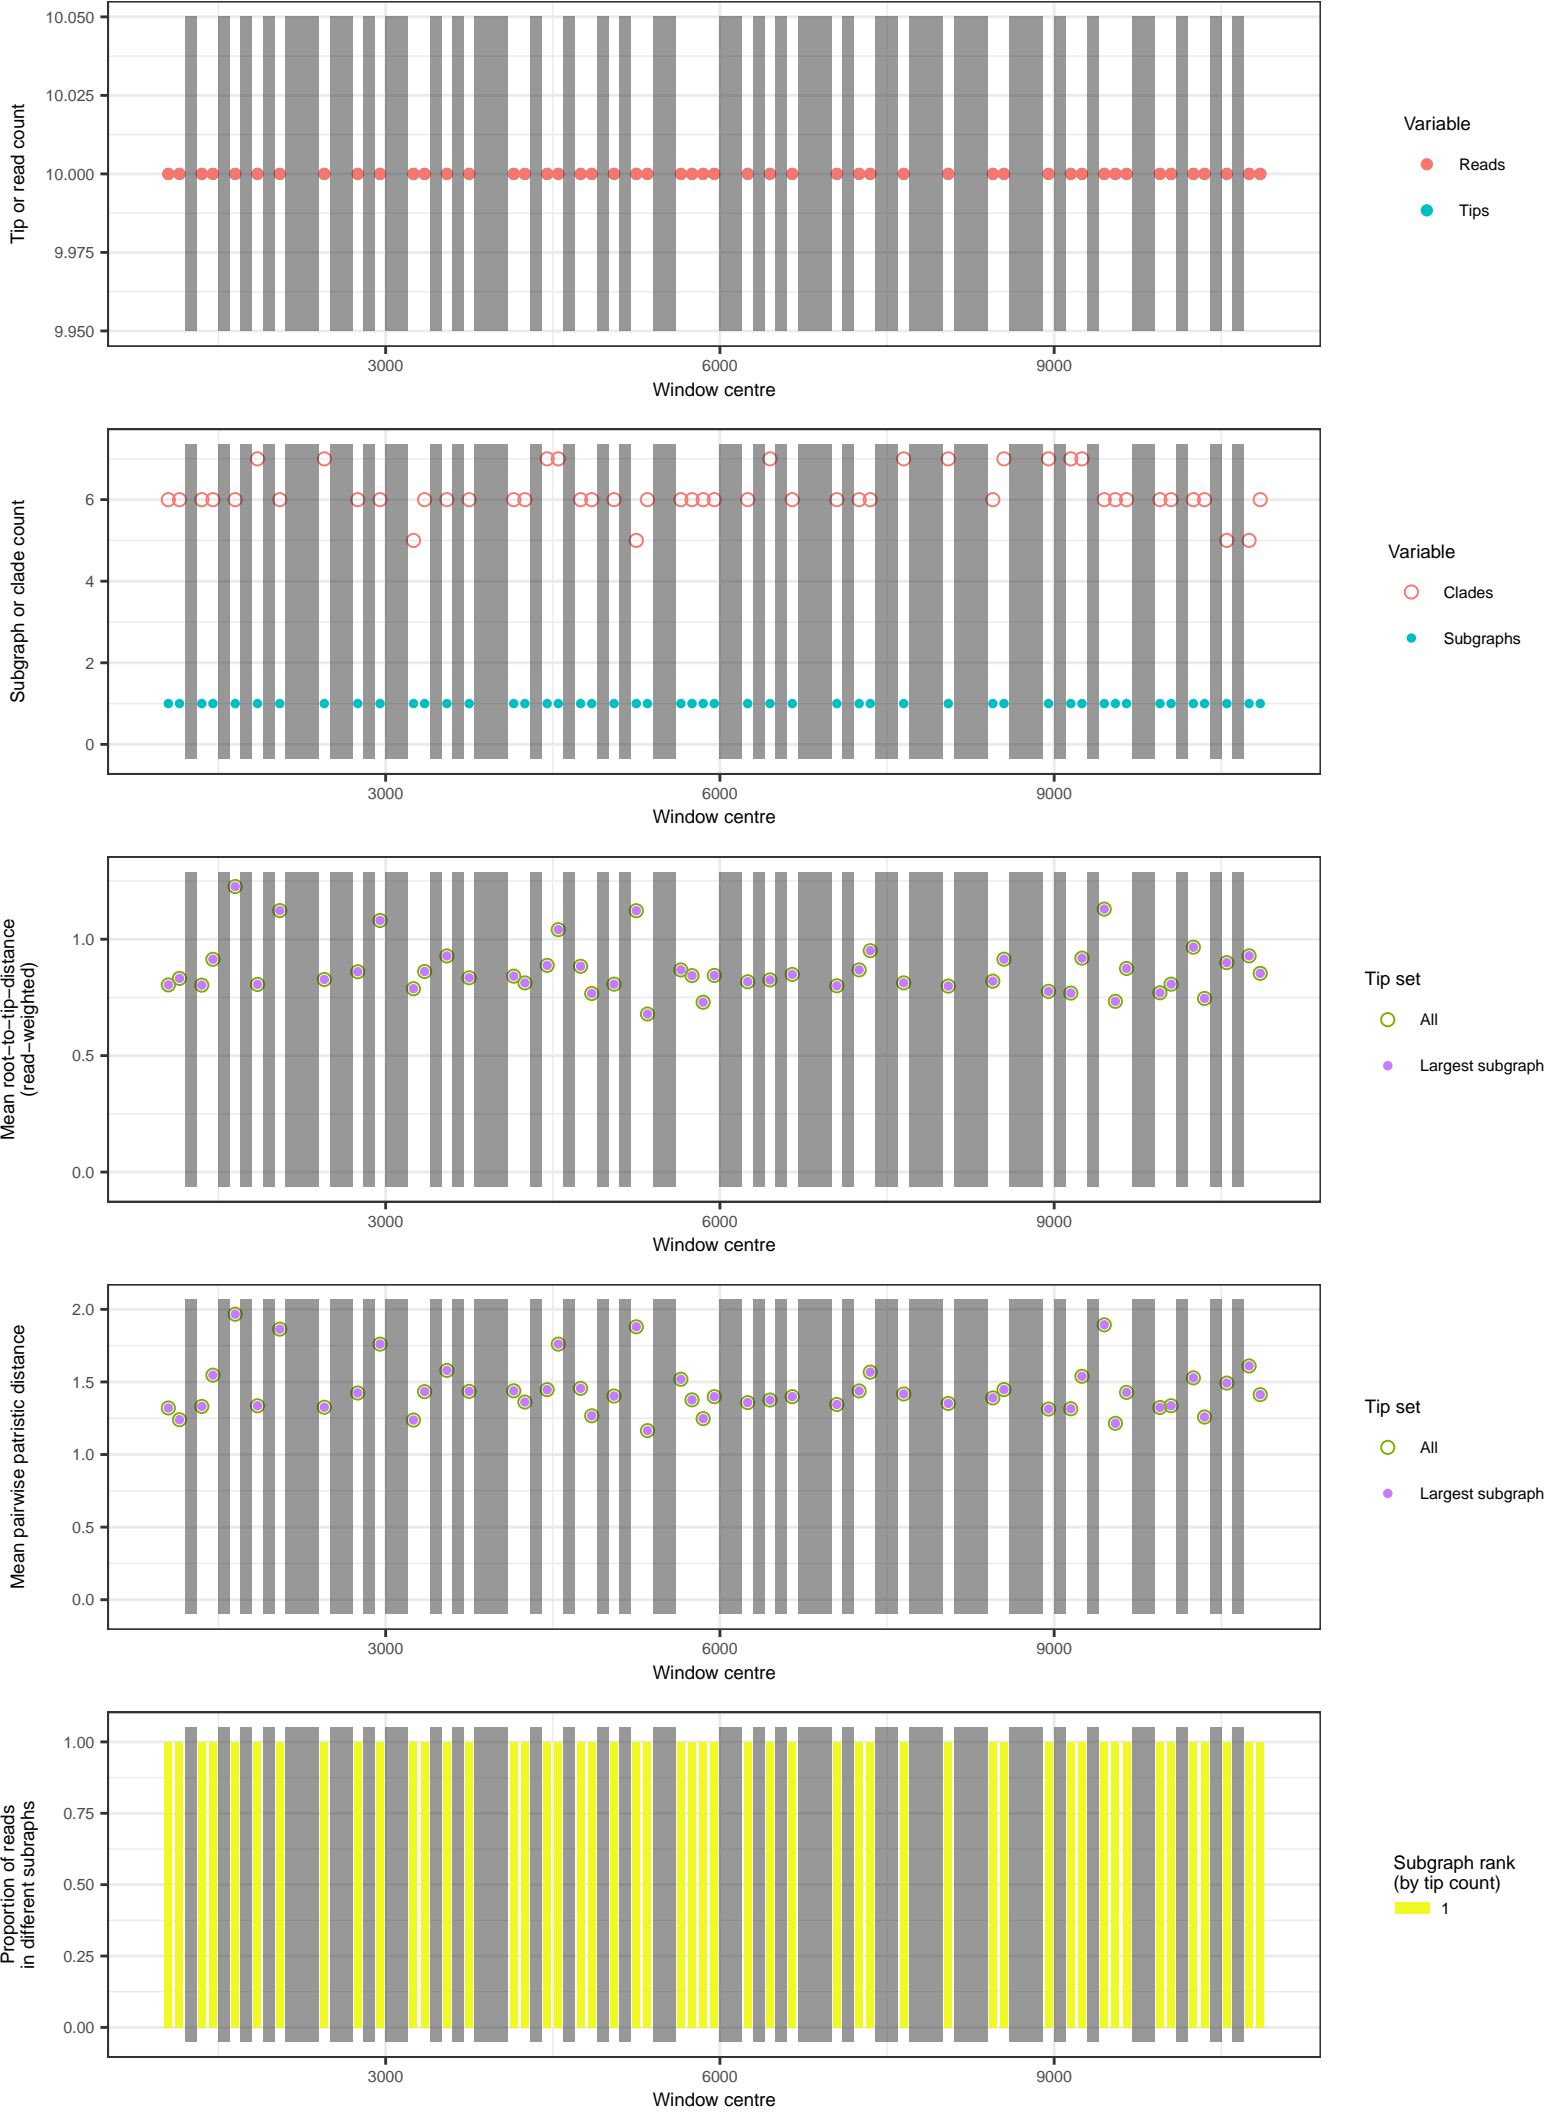 10.050
10.025
10.000
9.975
9.950
Tip or read count
3000 6000 9000
Window centre
Variable
Reads
Tips
6
4
2
0
Subgraph or clade count
3000 6000 9000
Window centre
Variable
Clades
Subgraphs
1.0
0.5
0.0
Mean root−to−tip−distance
(read−weighted)
3000 6000 9000
Window centre
Tip set
All
Largest subgraph
2.0
1.5
1.0
0.5
0.0
Mean pairwise patristic distance
3000 6000 9000
Window centre
Tip set
All
Largest subgraph
1.00
0.75
0.50
0.25
0.00
Proportion of reads
in different subraphs
3000 6000 9000
Window centre
Subgraph rank
(by tip count)
1